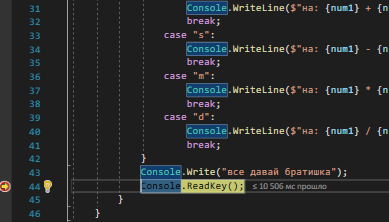 31 Console.WriteLine($"на: {num1} + {n
32 break;
33 case "s":
34 Console.WriteLine($"на: {num1} - {n
35 break;
36 case "m":
37 Console.WriteLine($"на: {num1} * {n
38 break;
39 case "d":
40 Console.WriteLine($"на: {num1} / {n
41 break;
42 }
43 Console.Write("все давай братишка");
44 Console.ReadKey(); ≤ 10 506 мс прошло
45 }
46 }